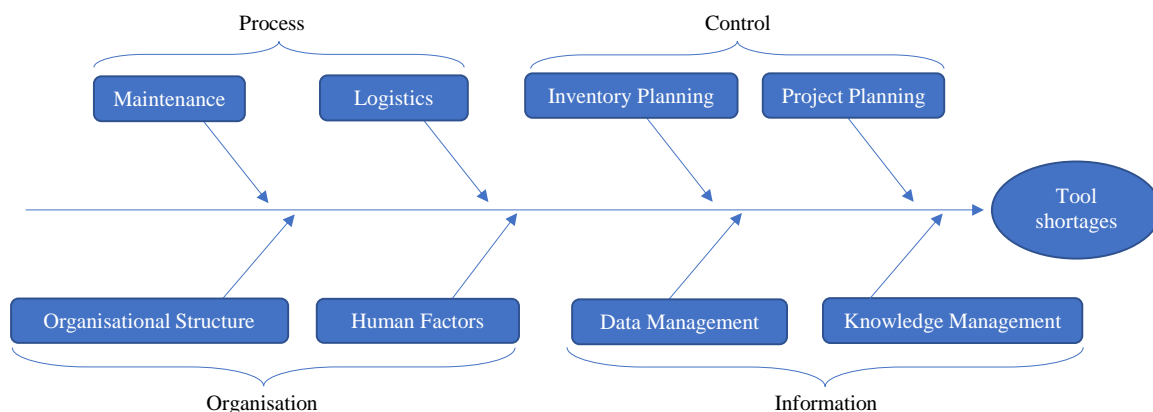 Process
Control
Maintenance
Logistics
Inventory Planning
Project Planning
Tool
shortages
Organisational Structure
Human Factors
Data Management
Knowledge Management
Organisation
Information